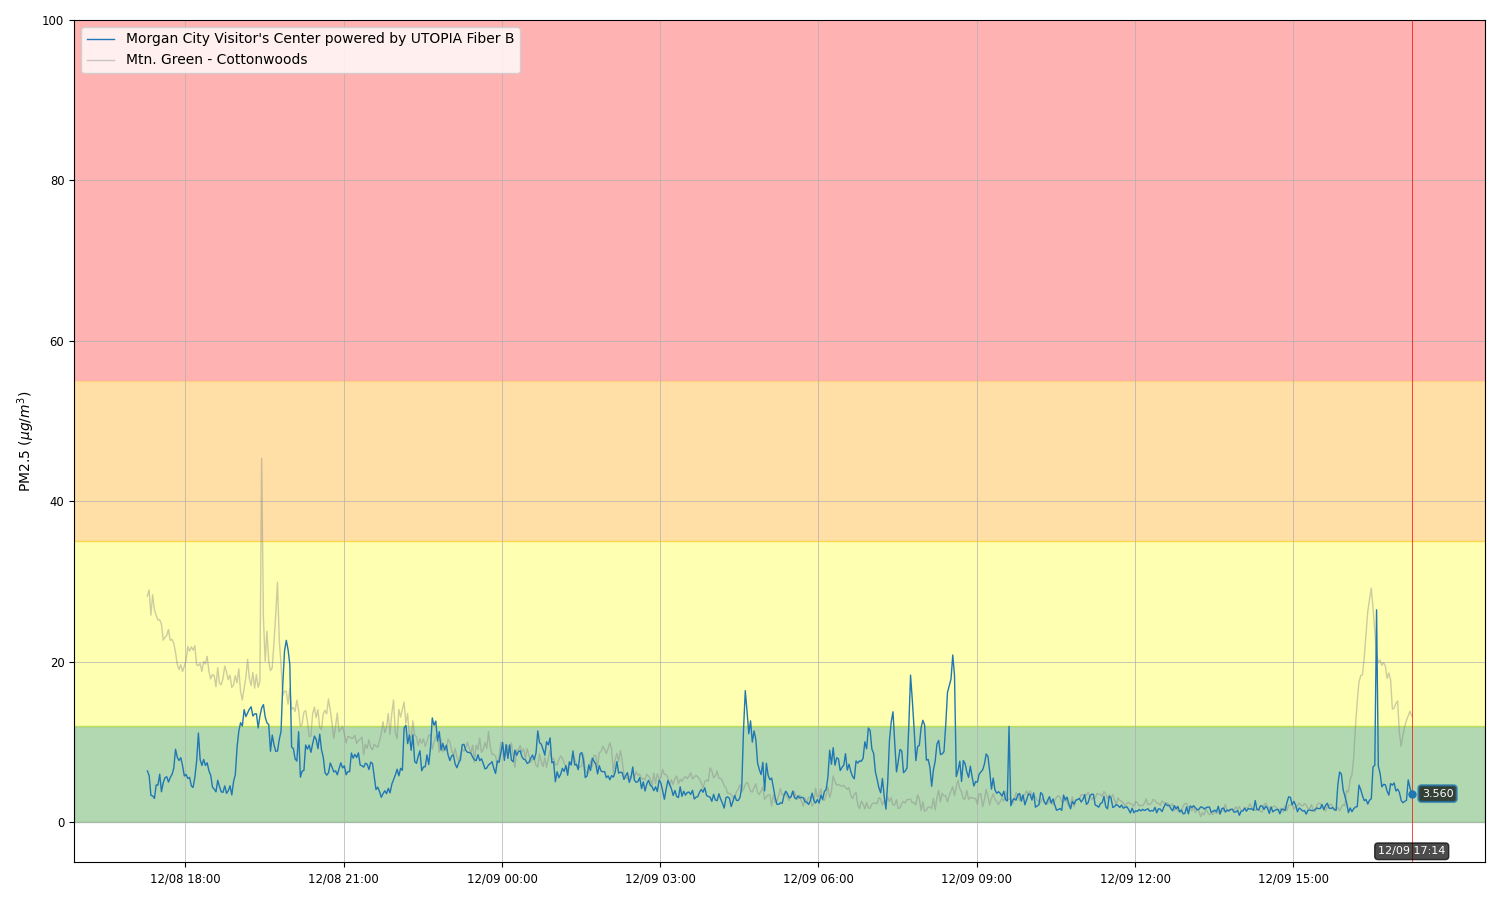 100
Morgan City Visitor's Center powered by UTOPIA Fiber B
Mtn. Green - Cottonwoods
80
60
PM2.5 (μg/m³)
40
20
3.560
0
12/09 17:14
12/08 18:00 12/08 21:00 12/09 00:00 12/09 03:00 12/09 06:00 12/09 09:00 12/09 12:00 12/09 15:00